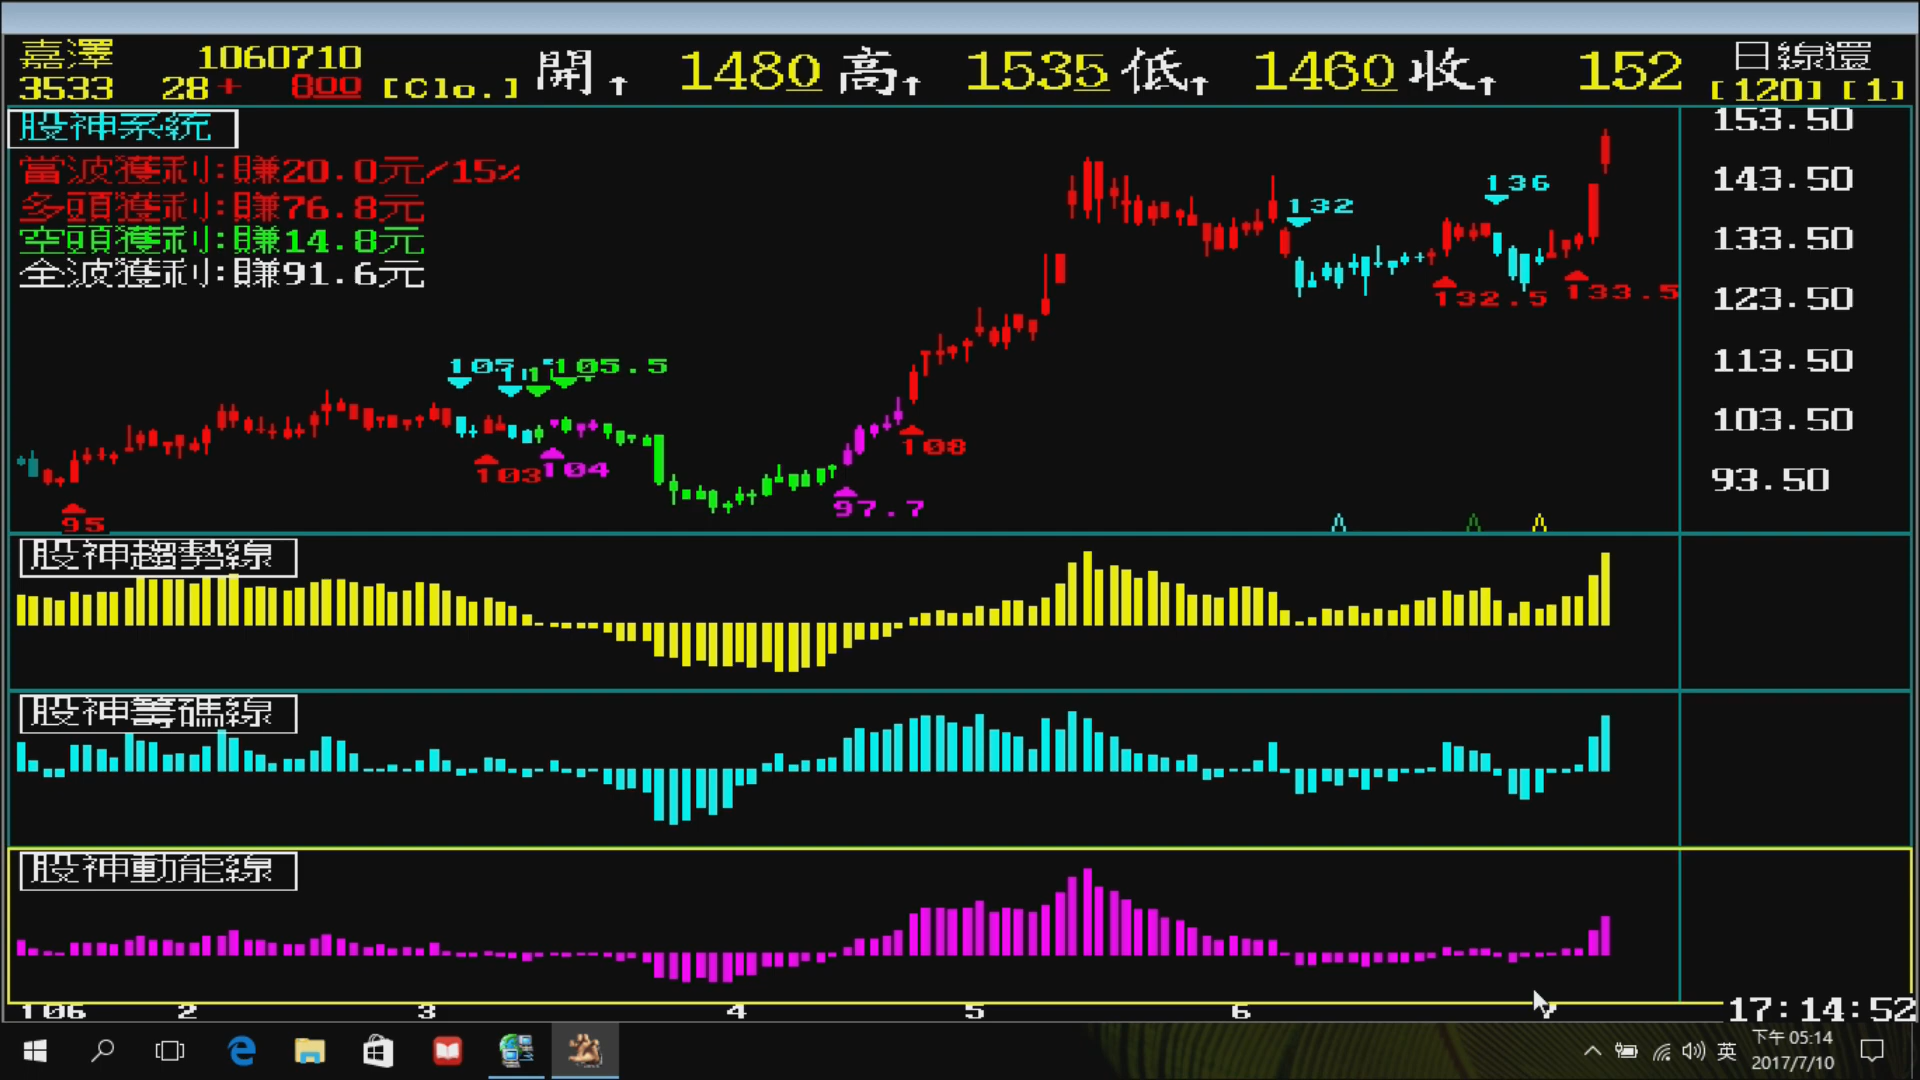 嘉澤 1060710 開↑ 1480 高↑ 1535 低↑ 1460 收↑ 152 日線還
3533 28+ 800 [Clo.] [120] [1]
股神系統
當波獲利:賺20.0元/15%
多頭獲利:賺76.8元
空頭獲利:賺14.8元
全波獲利:賺91.6元
153.50
143.50
133.50
123.50
113.50
103.50
93.50
136
132
132.5
133.5
105.5
103
104
108
97.7
95
股神趨勢線
股神籌碼線
股神動能線
106 2 3 4 5 6 7
17:14:52
英
下午 05:14
2017/7/10